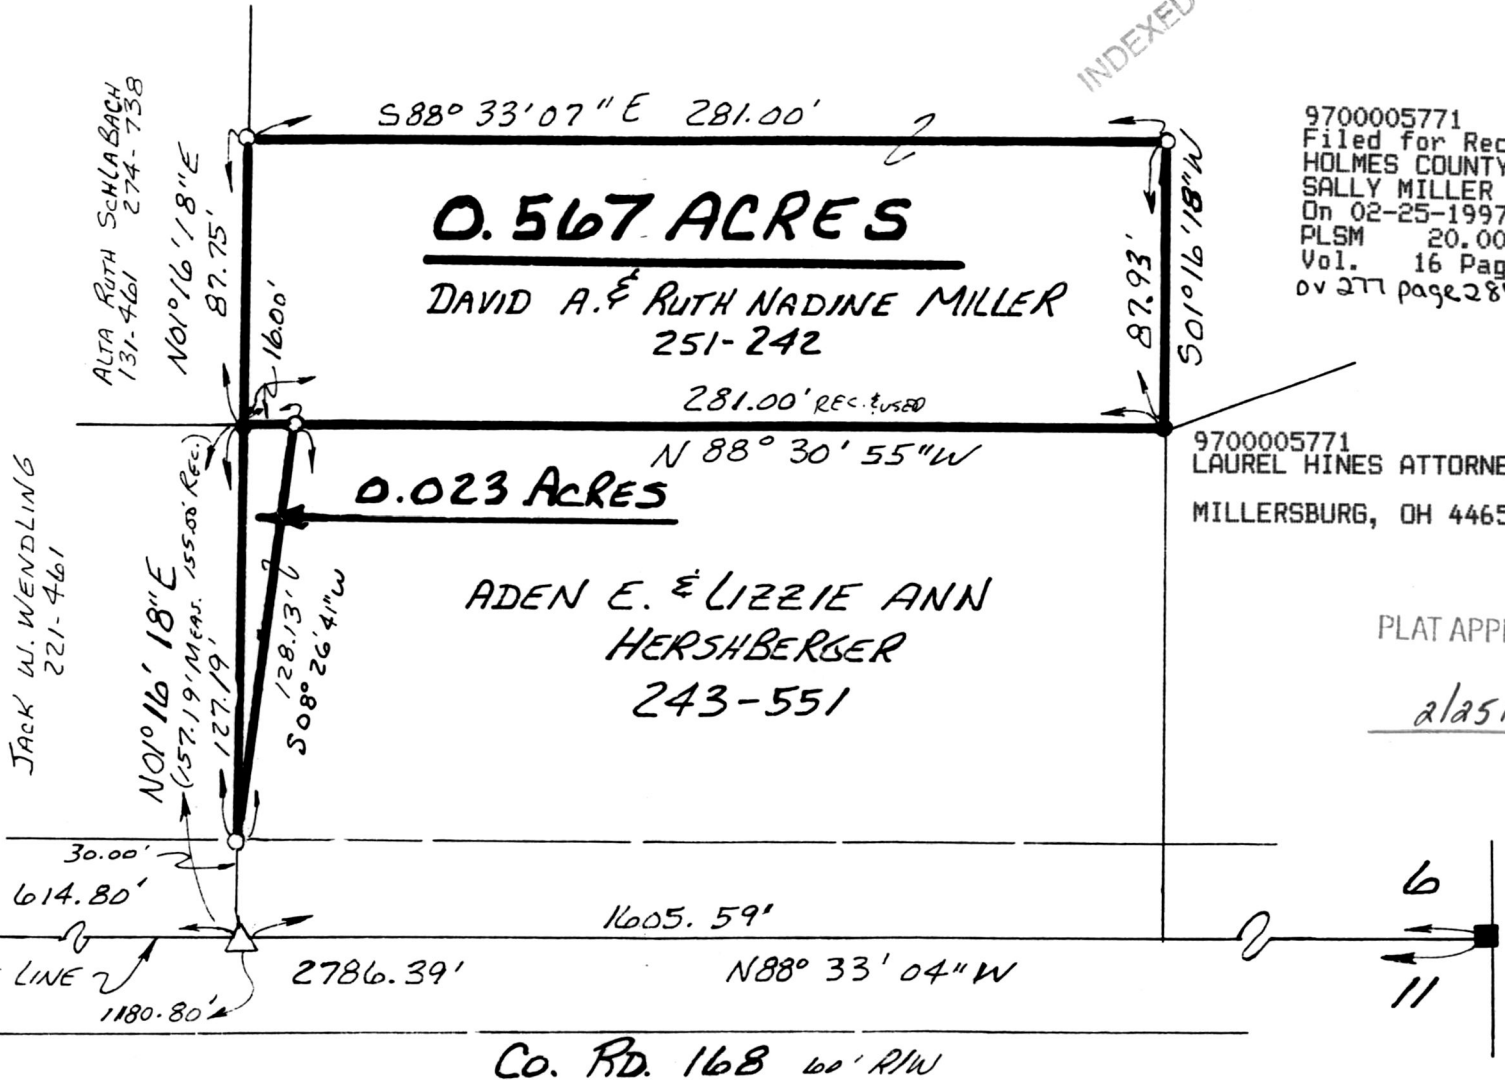 INDEXED
9700005771
Filed for Rec
HOLMES COUNTY
SALLY MILLER
On 02-25-1997
PLSM 20.00
Vol. 16 Pag
OV 277 page 28
S88° 33' 07" E 281.00'
ALTA RUTH SCHLABACH
131-461 274-738
N01° 16' 18" E
87.75'
16.00'
0.567 ACRES
DAVID A. & RUTH NADINE MILLER
251-242
87.93'
S01° 16' 18" W
281.00' REC. & USED
N 88° 30' 55" W
9700005771
LAUREL HINES ATTORNE
MILLERSBURG, OH 4465
0.023 ACRES
JACK W. WENDLING
221-461
N01° 16' 18" E
(157.19' MEAS. 155.00' REC.)
127.19'
128.13'
S08° 26' 41" W
ADEN E. & LIZZIE ANN
HERSHBERGER
243-551
PLAT APP
2/25/
30.00'
614.80'
1605.59'
6
LINE
2786.39'
N88° 33' 04" W
11
1180.80'
CO. RD. 168 60' R/W